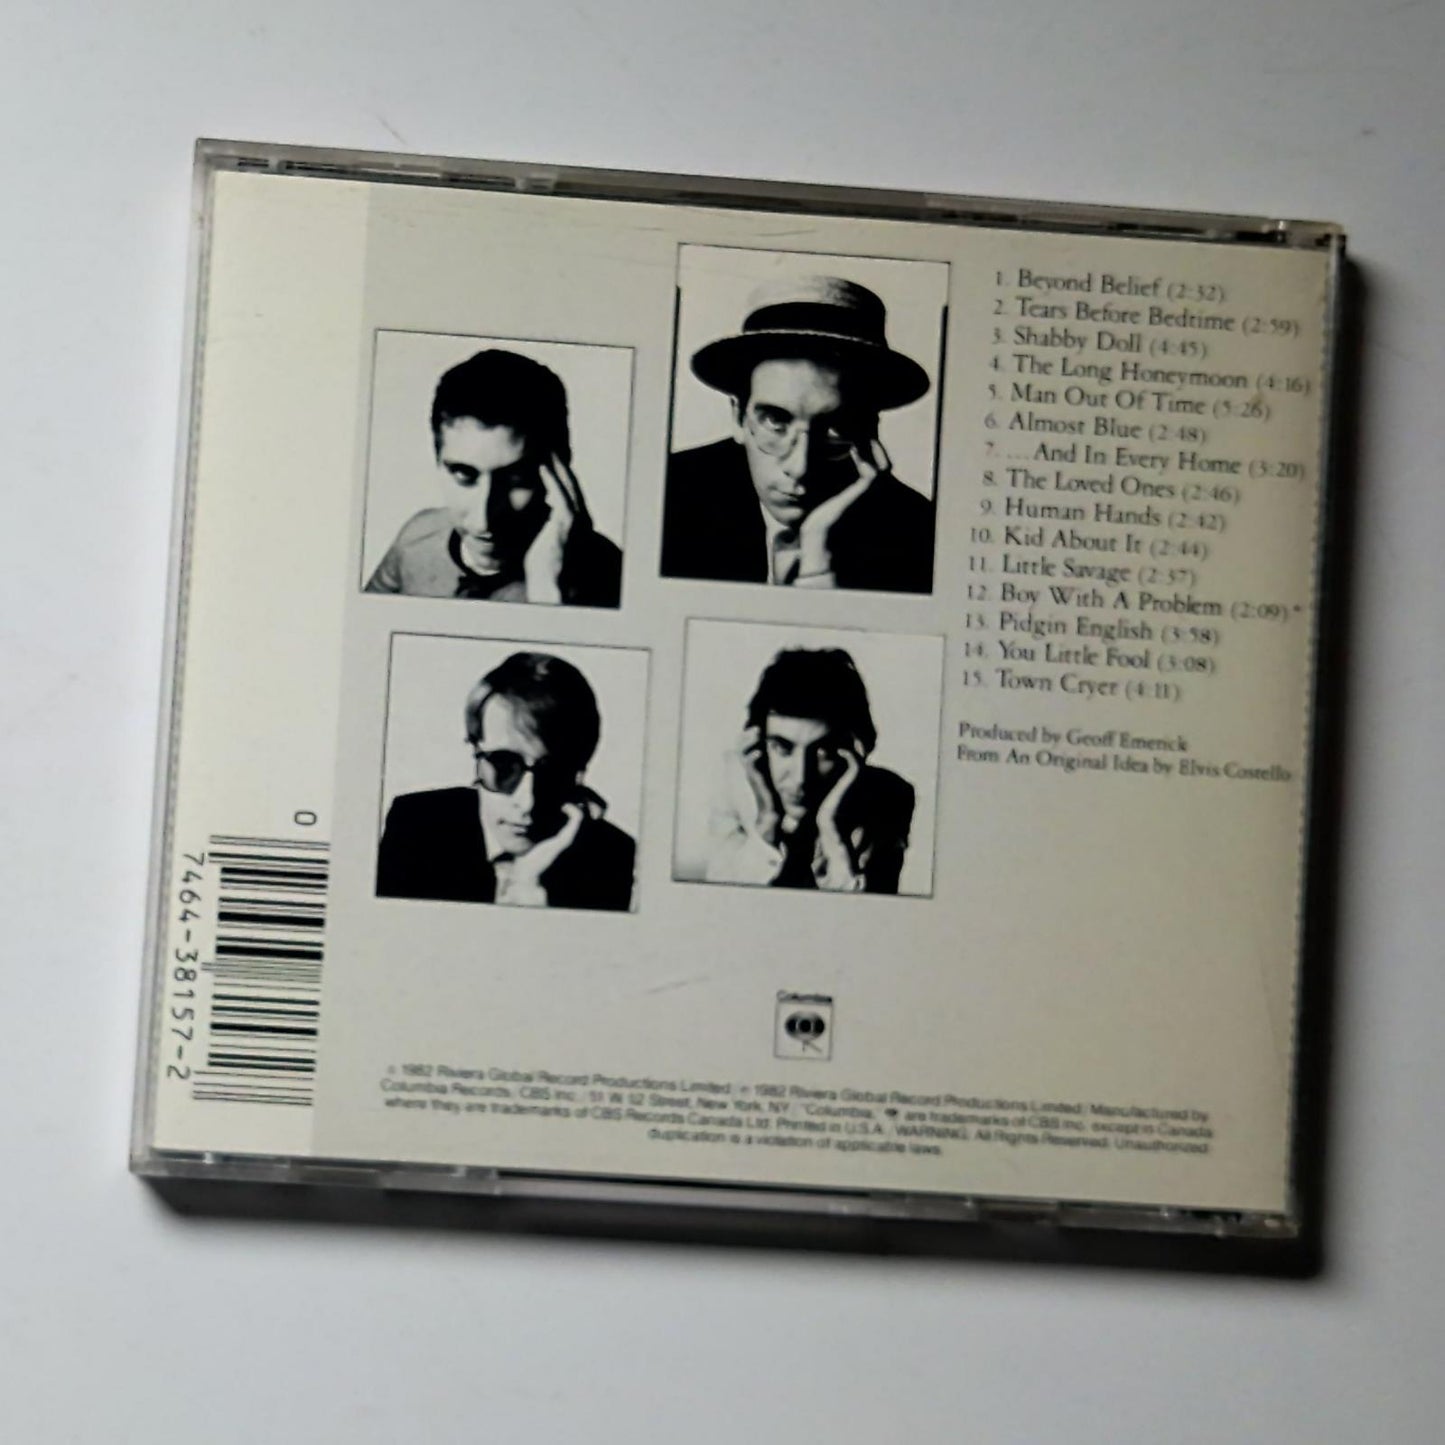 1. Beyond Belief (2:32)
2. Tears Before Bedtime (2:59)
3. Shabby Doll (4:45)
4. The Long Honeymoon (4:16)
5. Man Out Of Time (5:26)
6. Almost Blue (2:48)
7. ...And In Every Home (3:20)
8. The Loved Ones (2:46)
9. Human Hands (2:42)
10. Kid About It (2:44)
11. Little Savage (2:37)
12. Boy With A Problem (2:09)*
13. Pidgin English (3:58)
14. You Little Fool (3:08)
15. Town Cryer (4:11)
Produced by Geoff Emerick
From An Original Idea by Elvis Costello
0
7464-38157-2
Columbia
© 1982 Riviera Global Record Productions Limited / ℗ 1982 Riviera Global Record Productions Limited / Manufactured by
Columbia Records / CBS Inc. / 51 W. 52 Street, New York, NY / "Columbia," are trademarks of CBS Inc. except in Canada
where they are trademarks of CBS Records Canada Ltd. Printed in U.S.A. / WARNING: All Rights Reserved. Unauthorized
duplication is a violation of applicable laws.